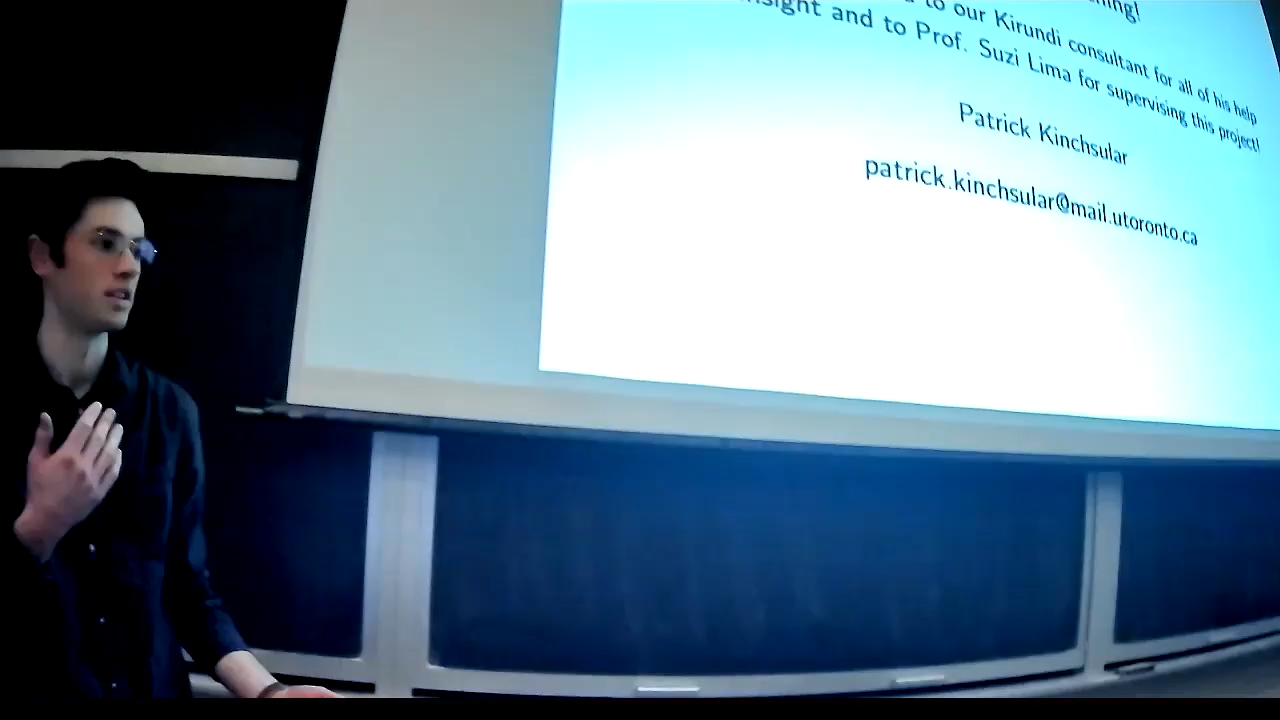 to our Kirundi consultant for all of his help
and to Prof. Suzi Lima for supervising this project!
Patrick Kinchsular
patrick.kinchsular@mail.utoronto.ca